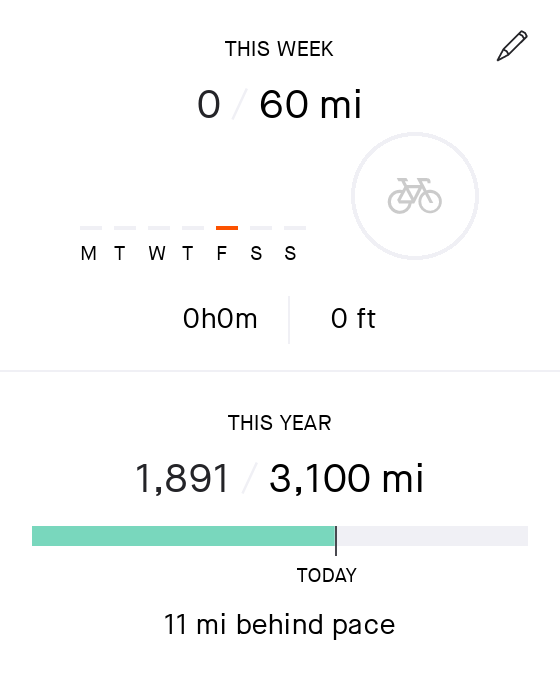 THIS WEEK
0 / 60 mi
M T W T F S S
0h0m 0 ft
THIS YEAR
1,891 / 3,100 mi
TODAY
11 mi behind pace